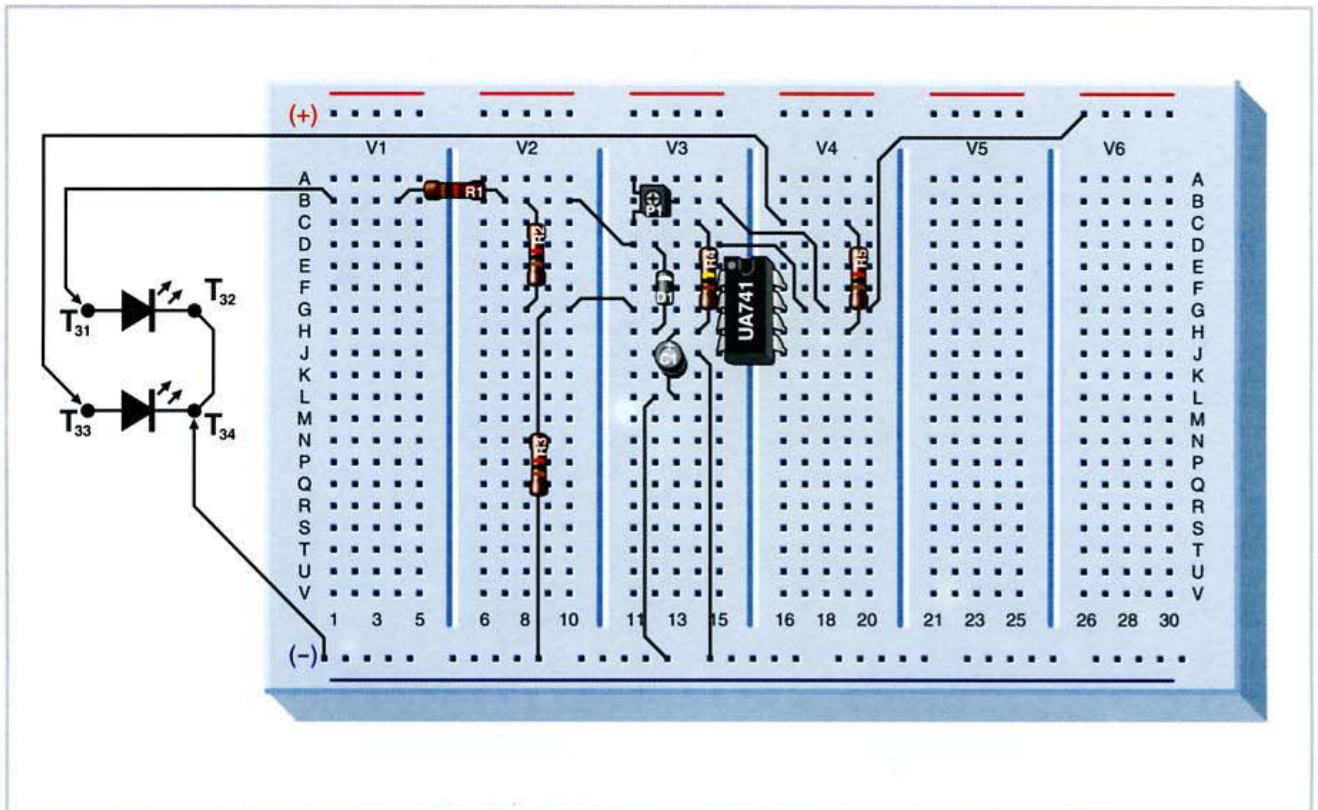 (+)
V1 V2 V3 V4 V5 V6
A A
B R1 P1 B
C C
D R2 R4 R5 D
E E
F D1 UA741 F
T31 T32 G G
H H
J C1 J
K K
L L
T33 T34 M M
N N
P R3 P
Q Q
R R
S S
T T
U U
V V
1 3 5 6 8 10 11 13 15 16 18 20 21 23 25 26 28 30
(-)